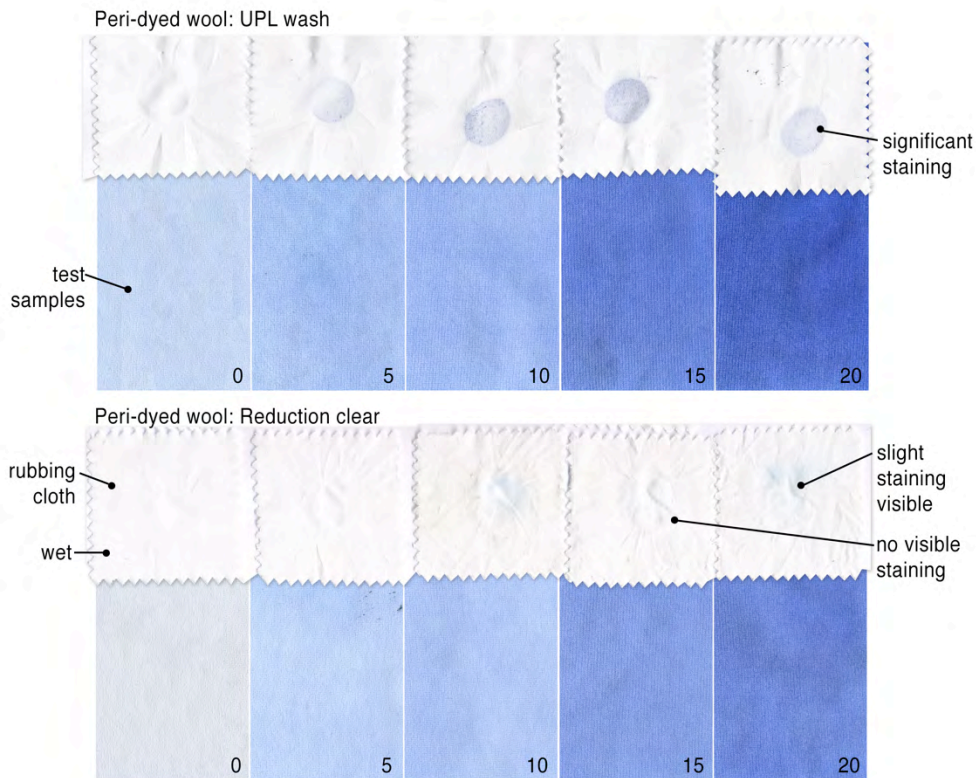 Peri-dyed wool: UPL wash
significant
staining
test
samples
0
5
10
15
20
Peri-dyed wool: Reduction clear
rubbing
cloth
wet
slight
staining
visible
no visible
staining
0
5
10
15
20